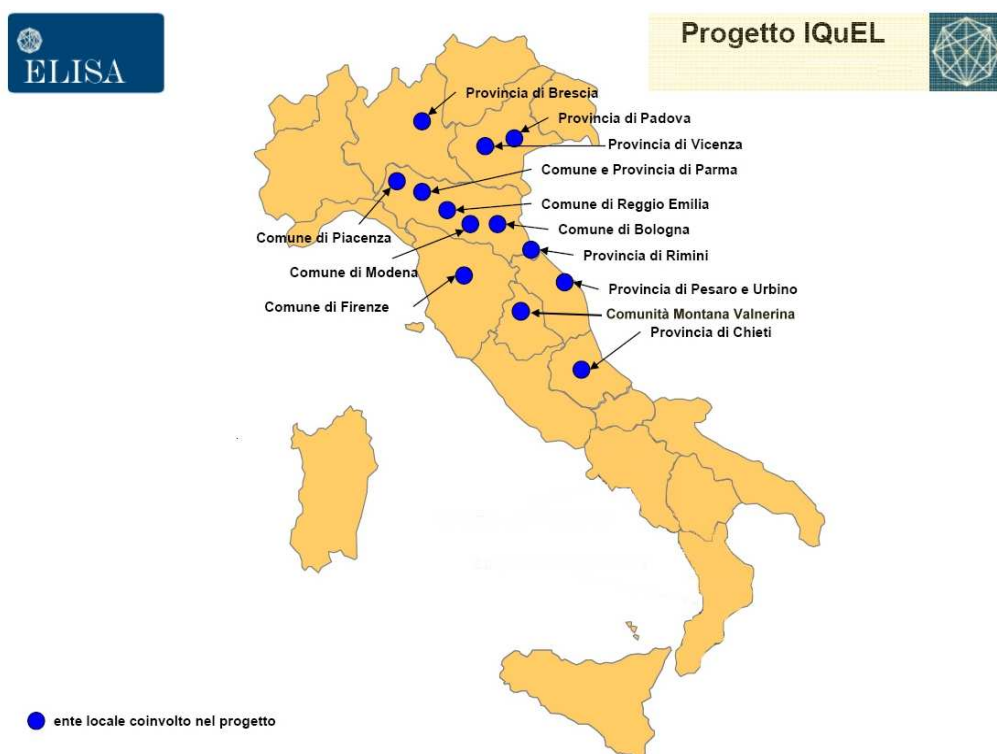 ELISA
Progetto IQuEL
Provincia di Brescia
Provincia di Padova
Provincia di Vicenza
Comune e Provincia di Parma
Comune di Reggio Emilia
Comune di Piacenza
Comune di Bologna
Provincia di Rimini
Comune di Modena
Provincia di Pesaro e Urbino
Comune di Firenze
Comunità Montana Valnerina
Provincia di Chieti
ente locale coinvolto nel progetto